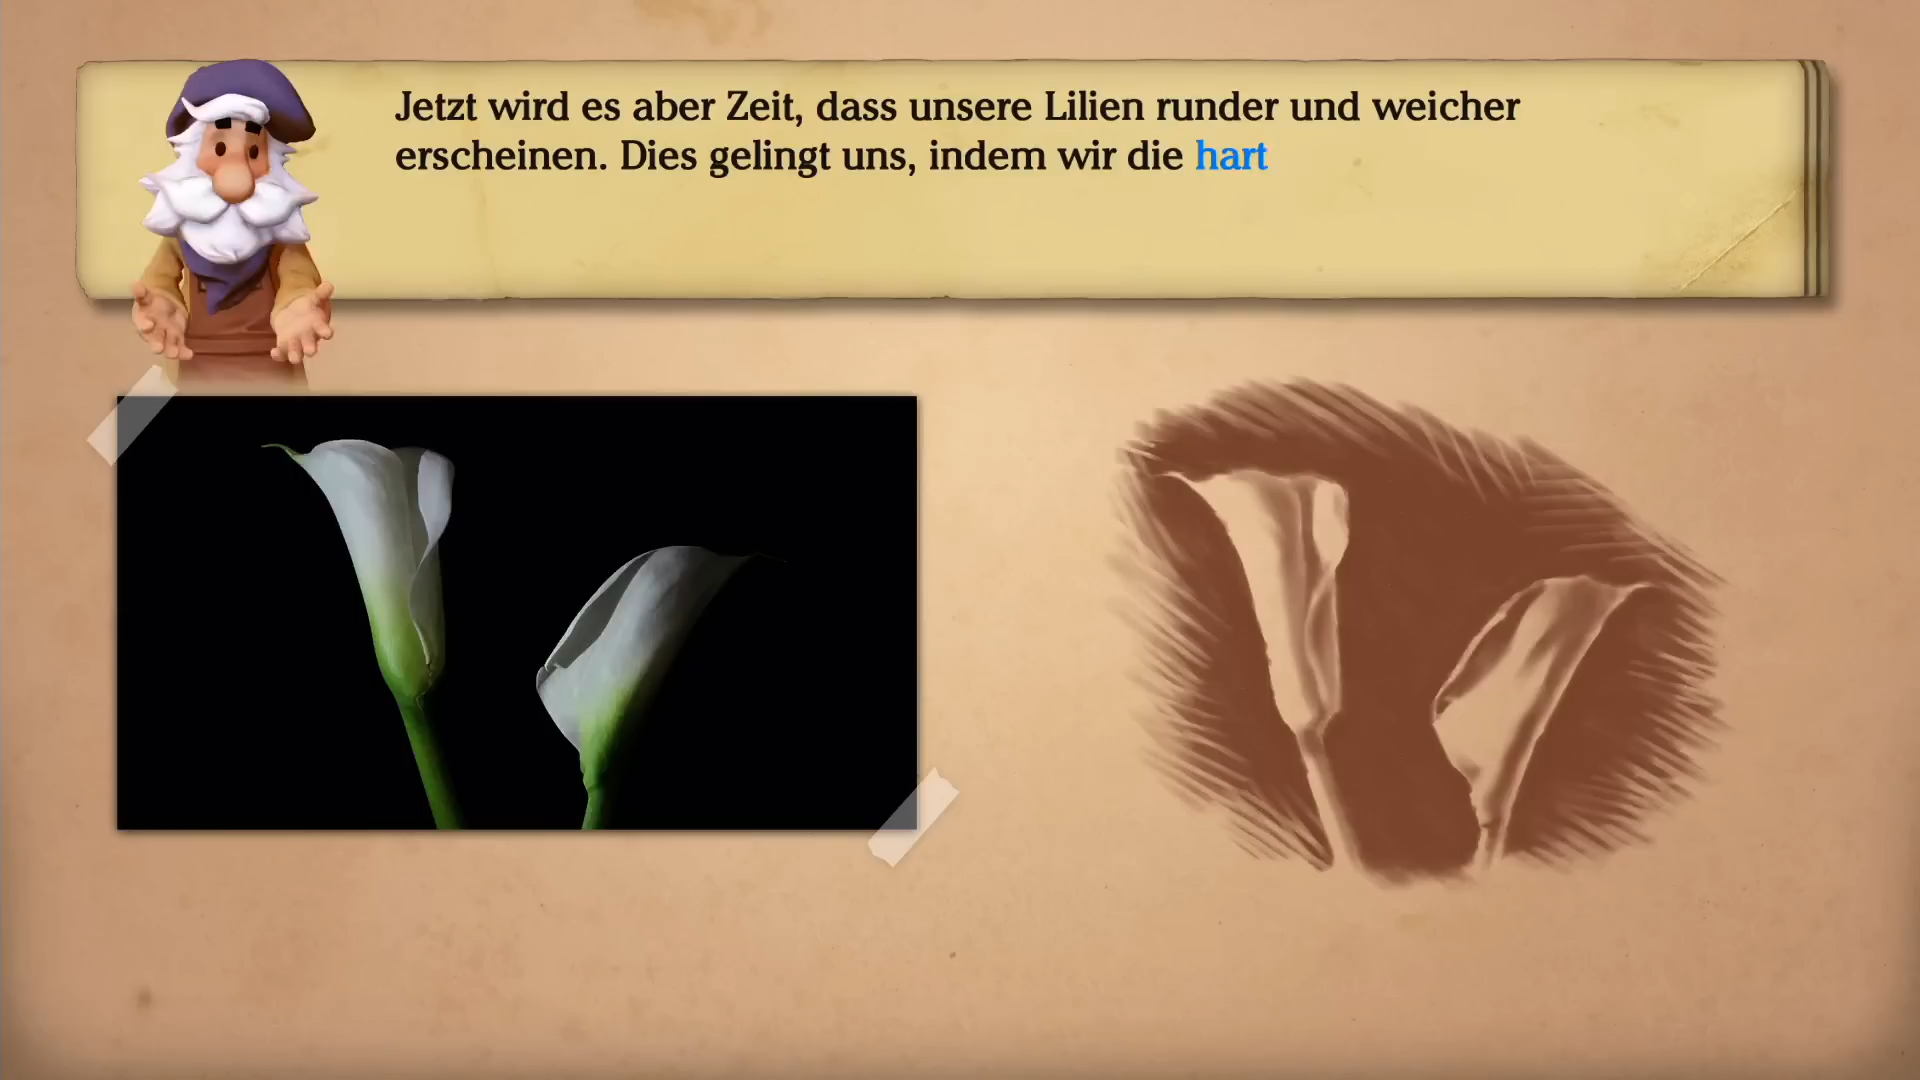 Jetzt wird es aber Zeit, dass unsere Lilien runder und weicher
erscheinen. Dies gelingt uns, indem wir die hart